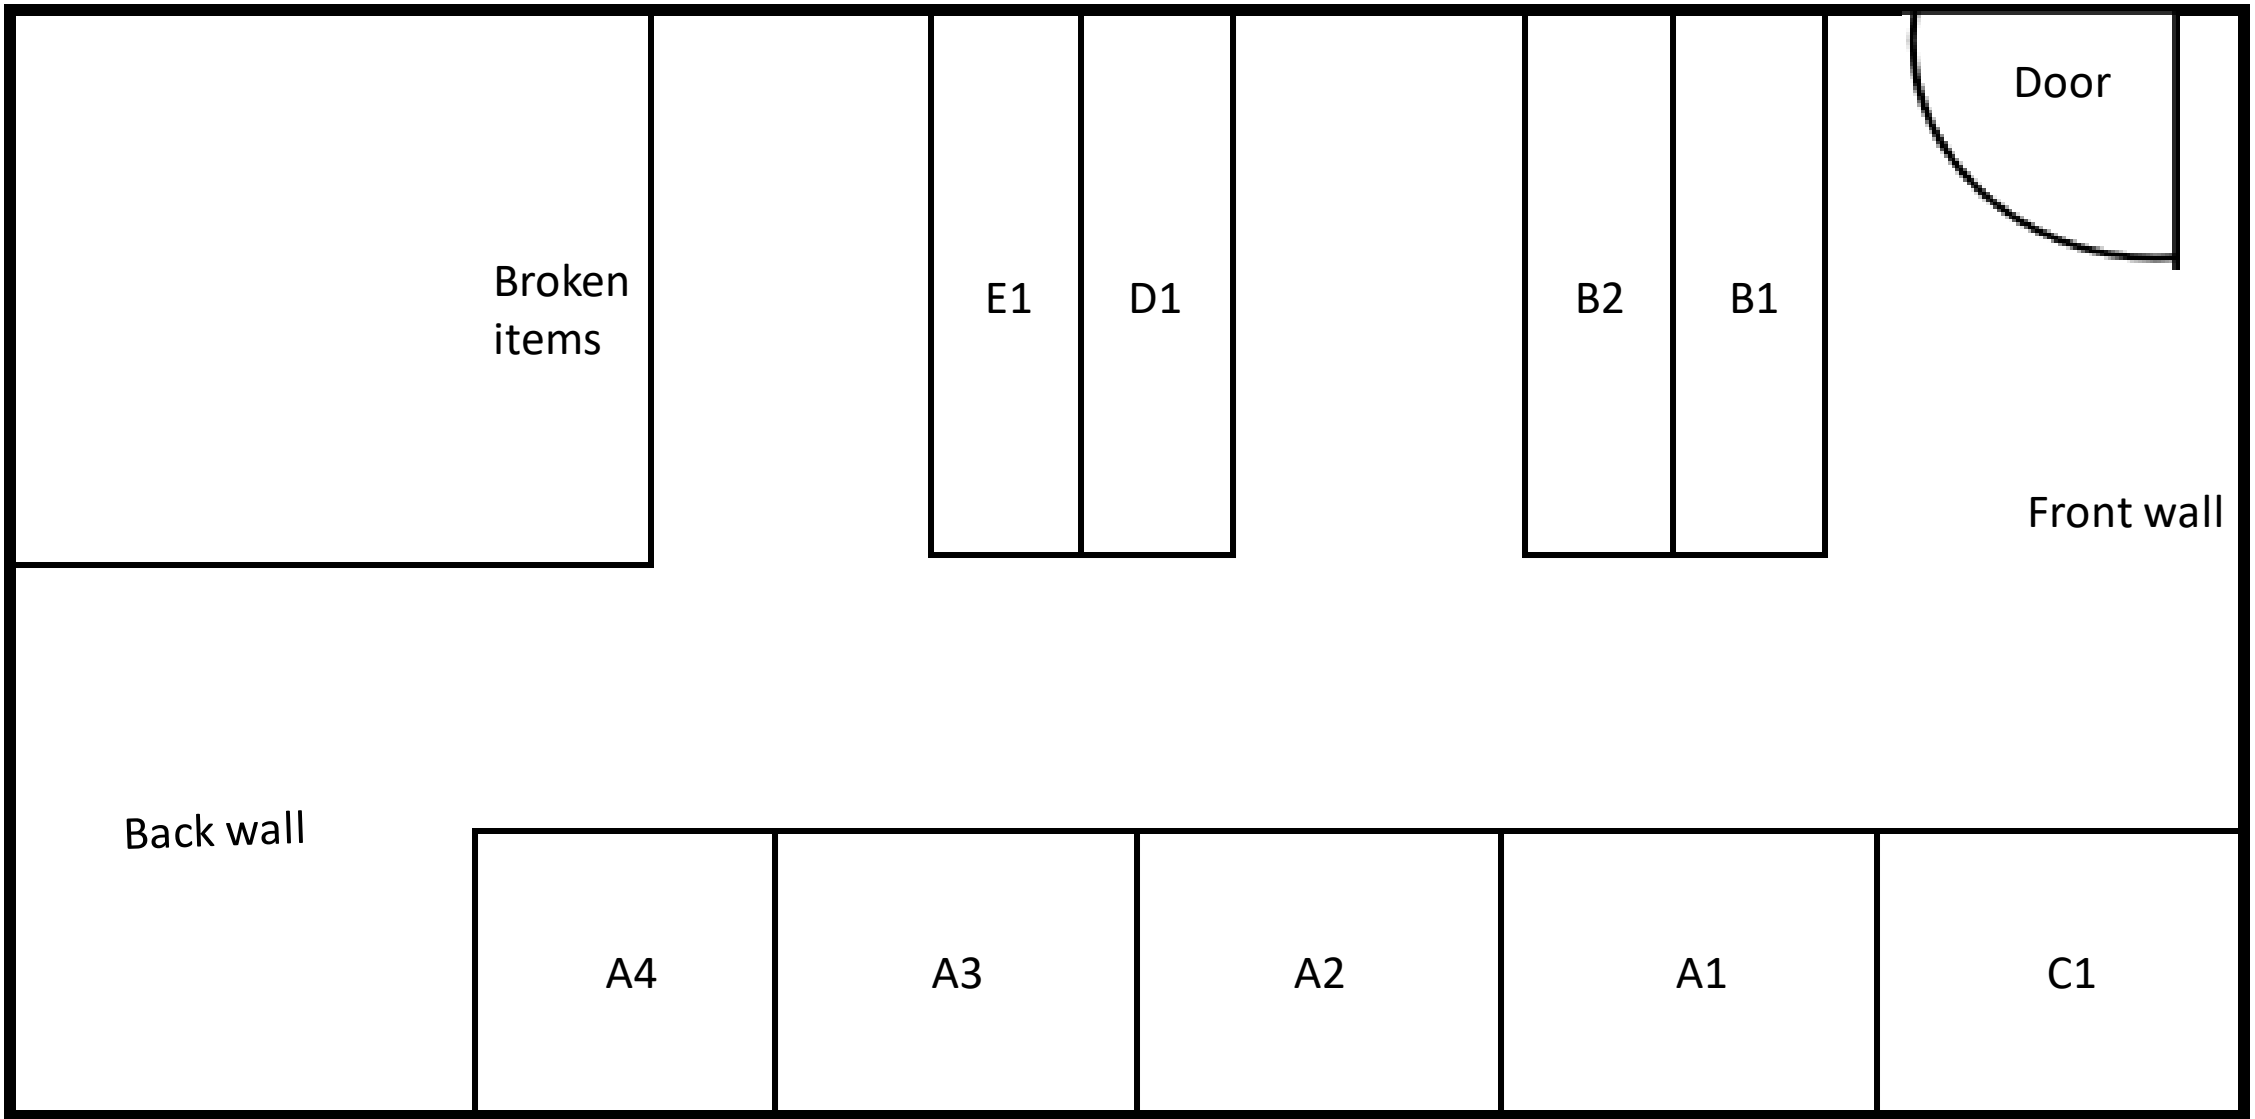 Door
Broken
items
E1
D1
B2
B1
Front wall
Back wall
A4
A3
A2
A1
C1